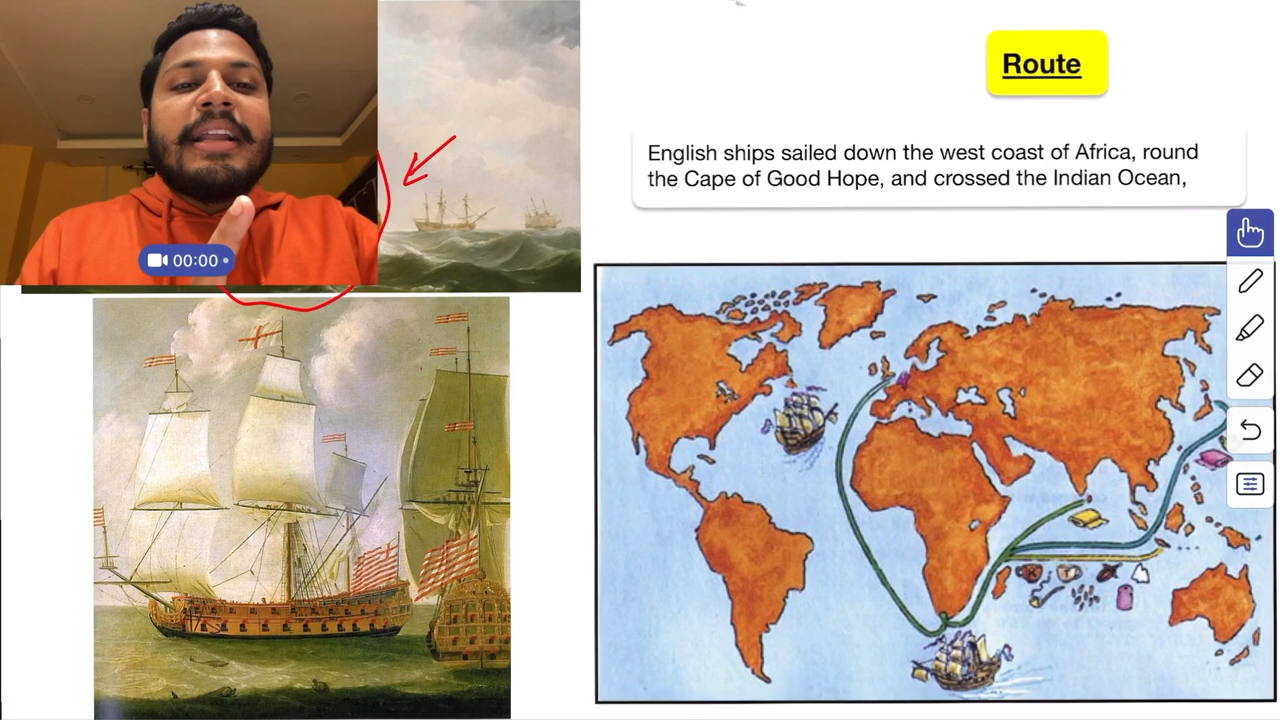 Route
English ships sailed down the west coast of Africa, round
the Cape of Good Hope, and crossed the Indian Ocean,
00:00